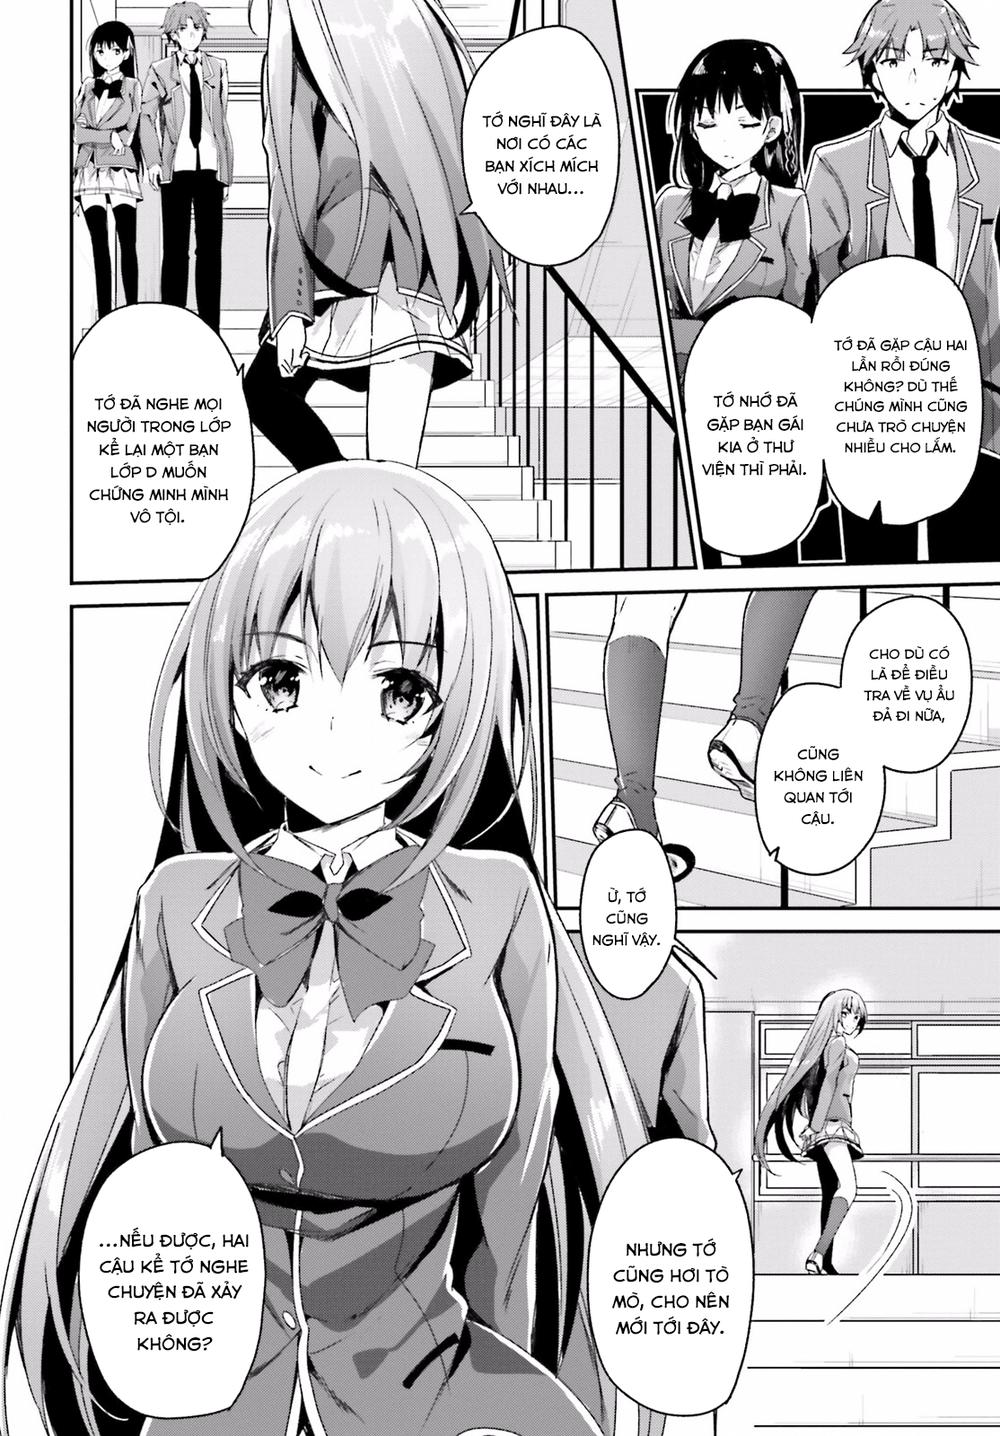 TỚ ĐÃ GẶP CẬU HAI
LẦN RỒI ĐÚNG
KHÔNG? DÙ THẾ
CHÚNG MÌNH CŨNG
CHƯA TRÒ CHUYỆN
NHIỀU CHO LẮM.
TỚ NHỚ ĐÃ
GẶP BẠN GÁI
KIA Ở THƯ
VIỆN THÌ PHẢI.
TỚ NGHĨ ĐÂY LÀ
NƠI CÓ CÁC
BẠN XÍCH MÍCH
VỚI NHAU...
TỚ ĐÃ NGHE MỌI
NGƯỜI TRONG LỚP
KỂ LẠI MỘT BẠN
LỚP D MUỐN
CHỨNG MINH MÌNH
VÔ TỘI.
CHO DÙ CÓ
LÀ ĐỂ ĐIỀU
TRA VỀ VỤ ẨU
ĐẢ ĐI NỮA,
CŨNG
KHÔNG LIÊN
QUAN TỚI
CẬU.
Ừ, TỚ
CŨNG
NGHĨ VẬY.
NHƯNG TỚ
CŨNG HƠI TÒ
MÒ, CHO NÊN
MỚI TỚI ĐÂY.
...NẾU ĐƯỢC, HAI
CẬU KỂ TỚ NGHE
CHUYỆN ĐÃ XẢY
RA ĐƯỢC
KHÔNG?